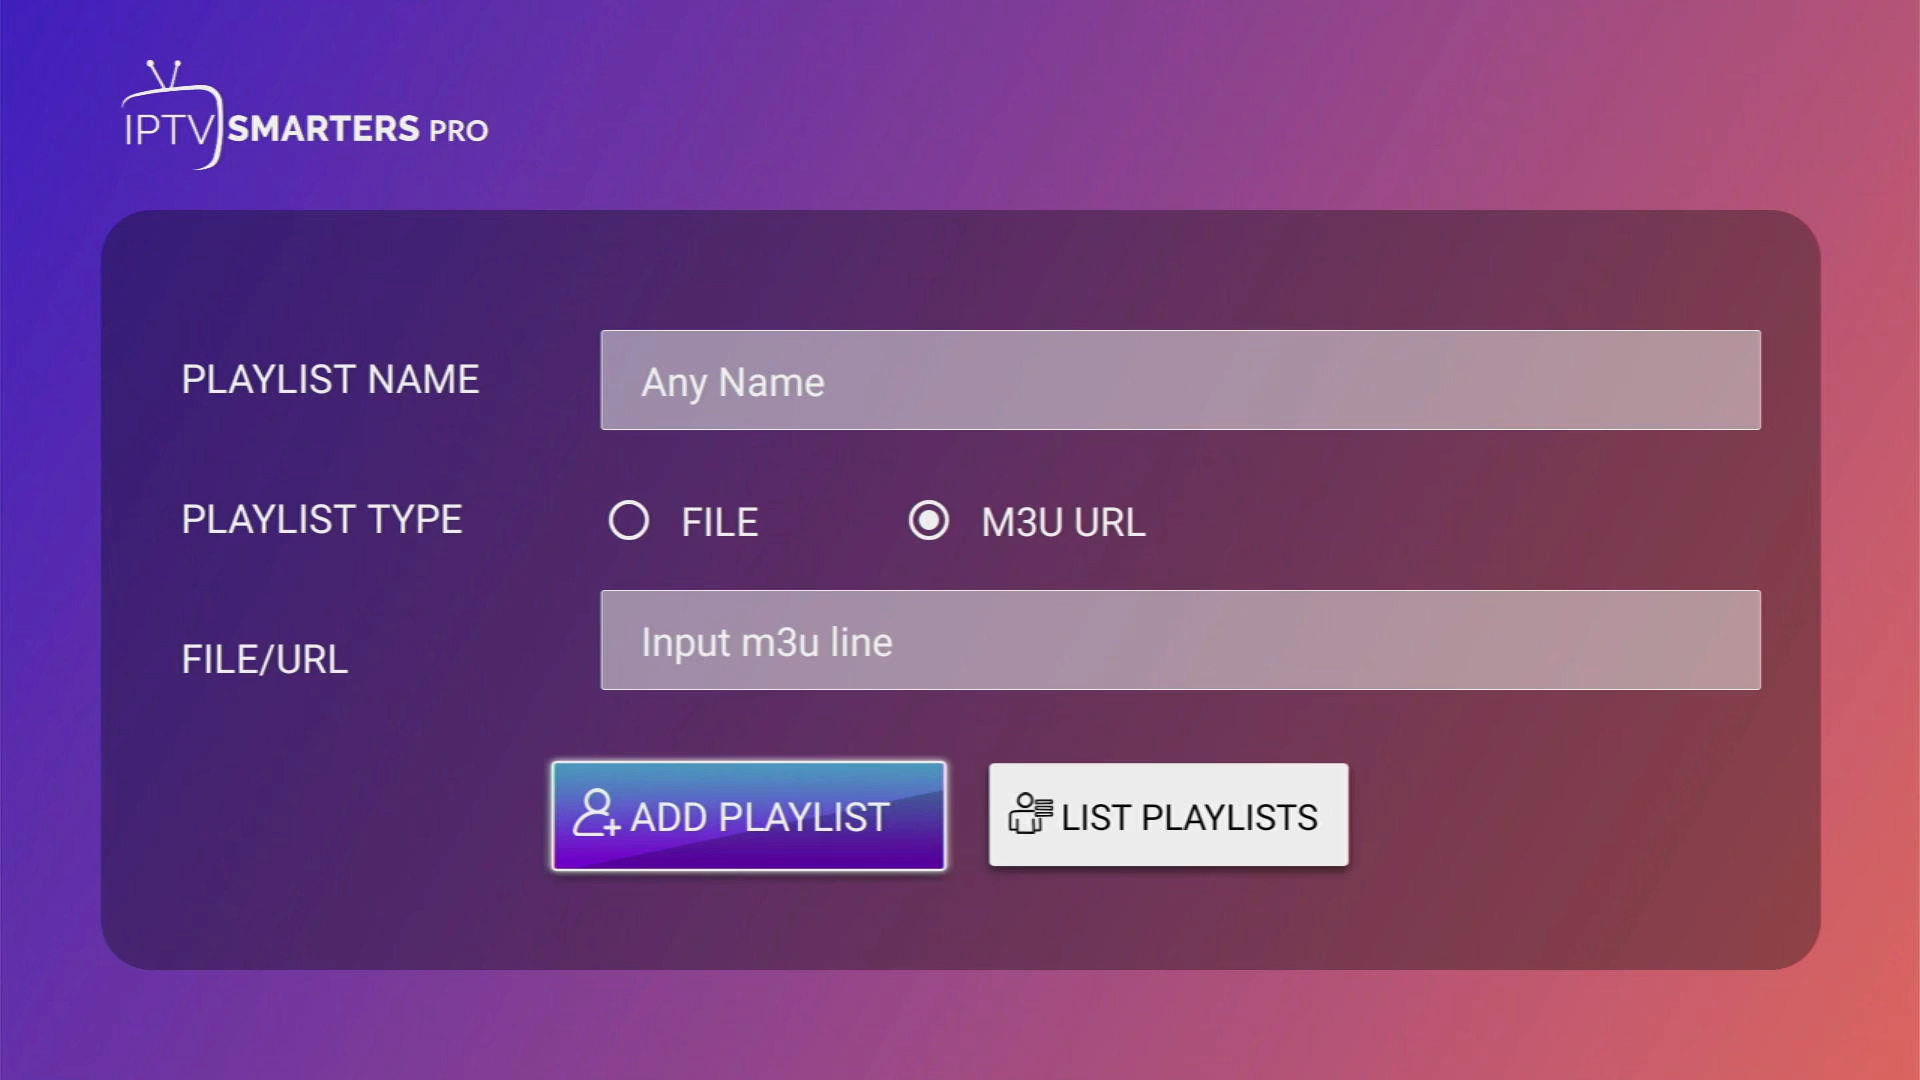 IPTV SMARTERS PRO
PLAYLIST NAME
Any Name
PLAYLIST TYPE
FILE
M3U URL
FILE/URL
Input m3u line
ADD PLAYLIST
LIST PLAYLISTS